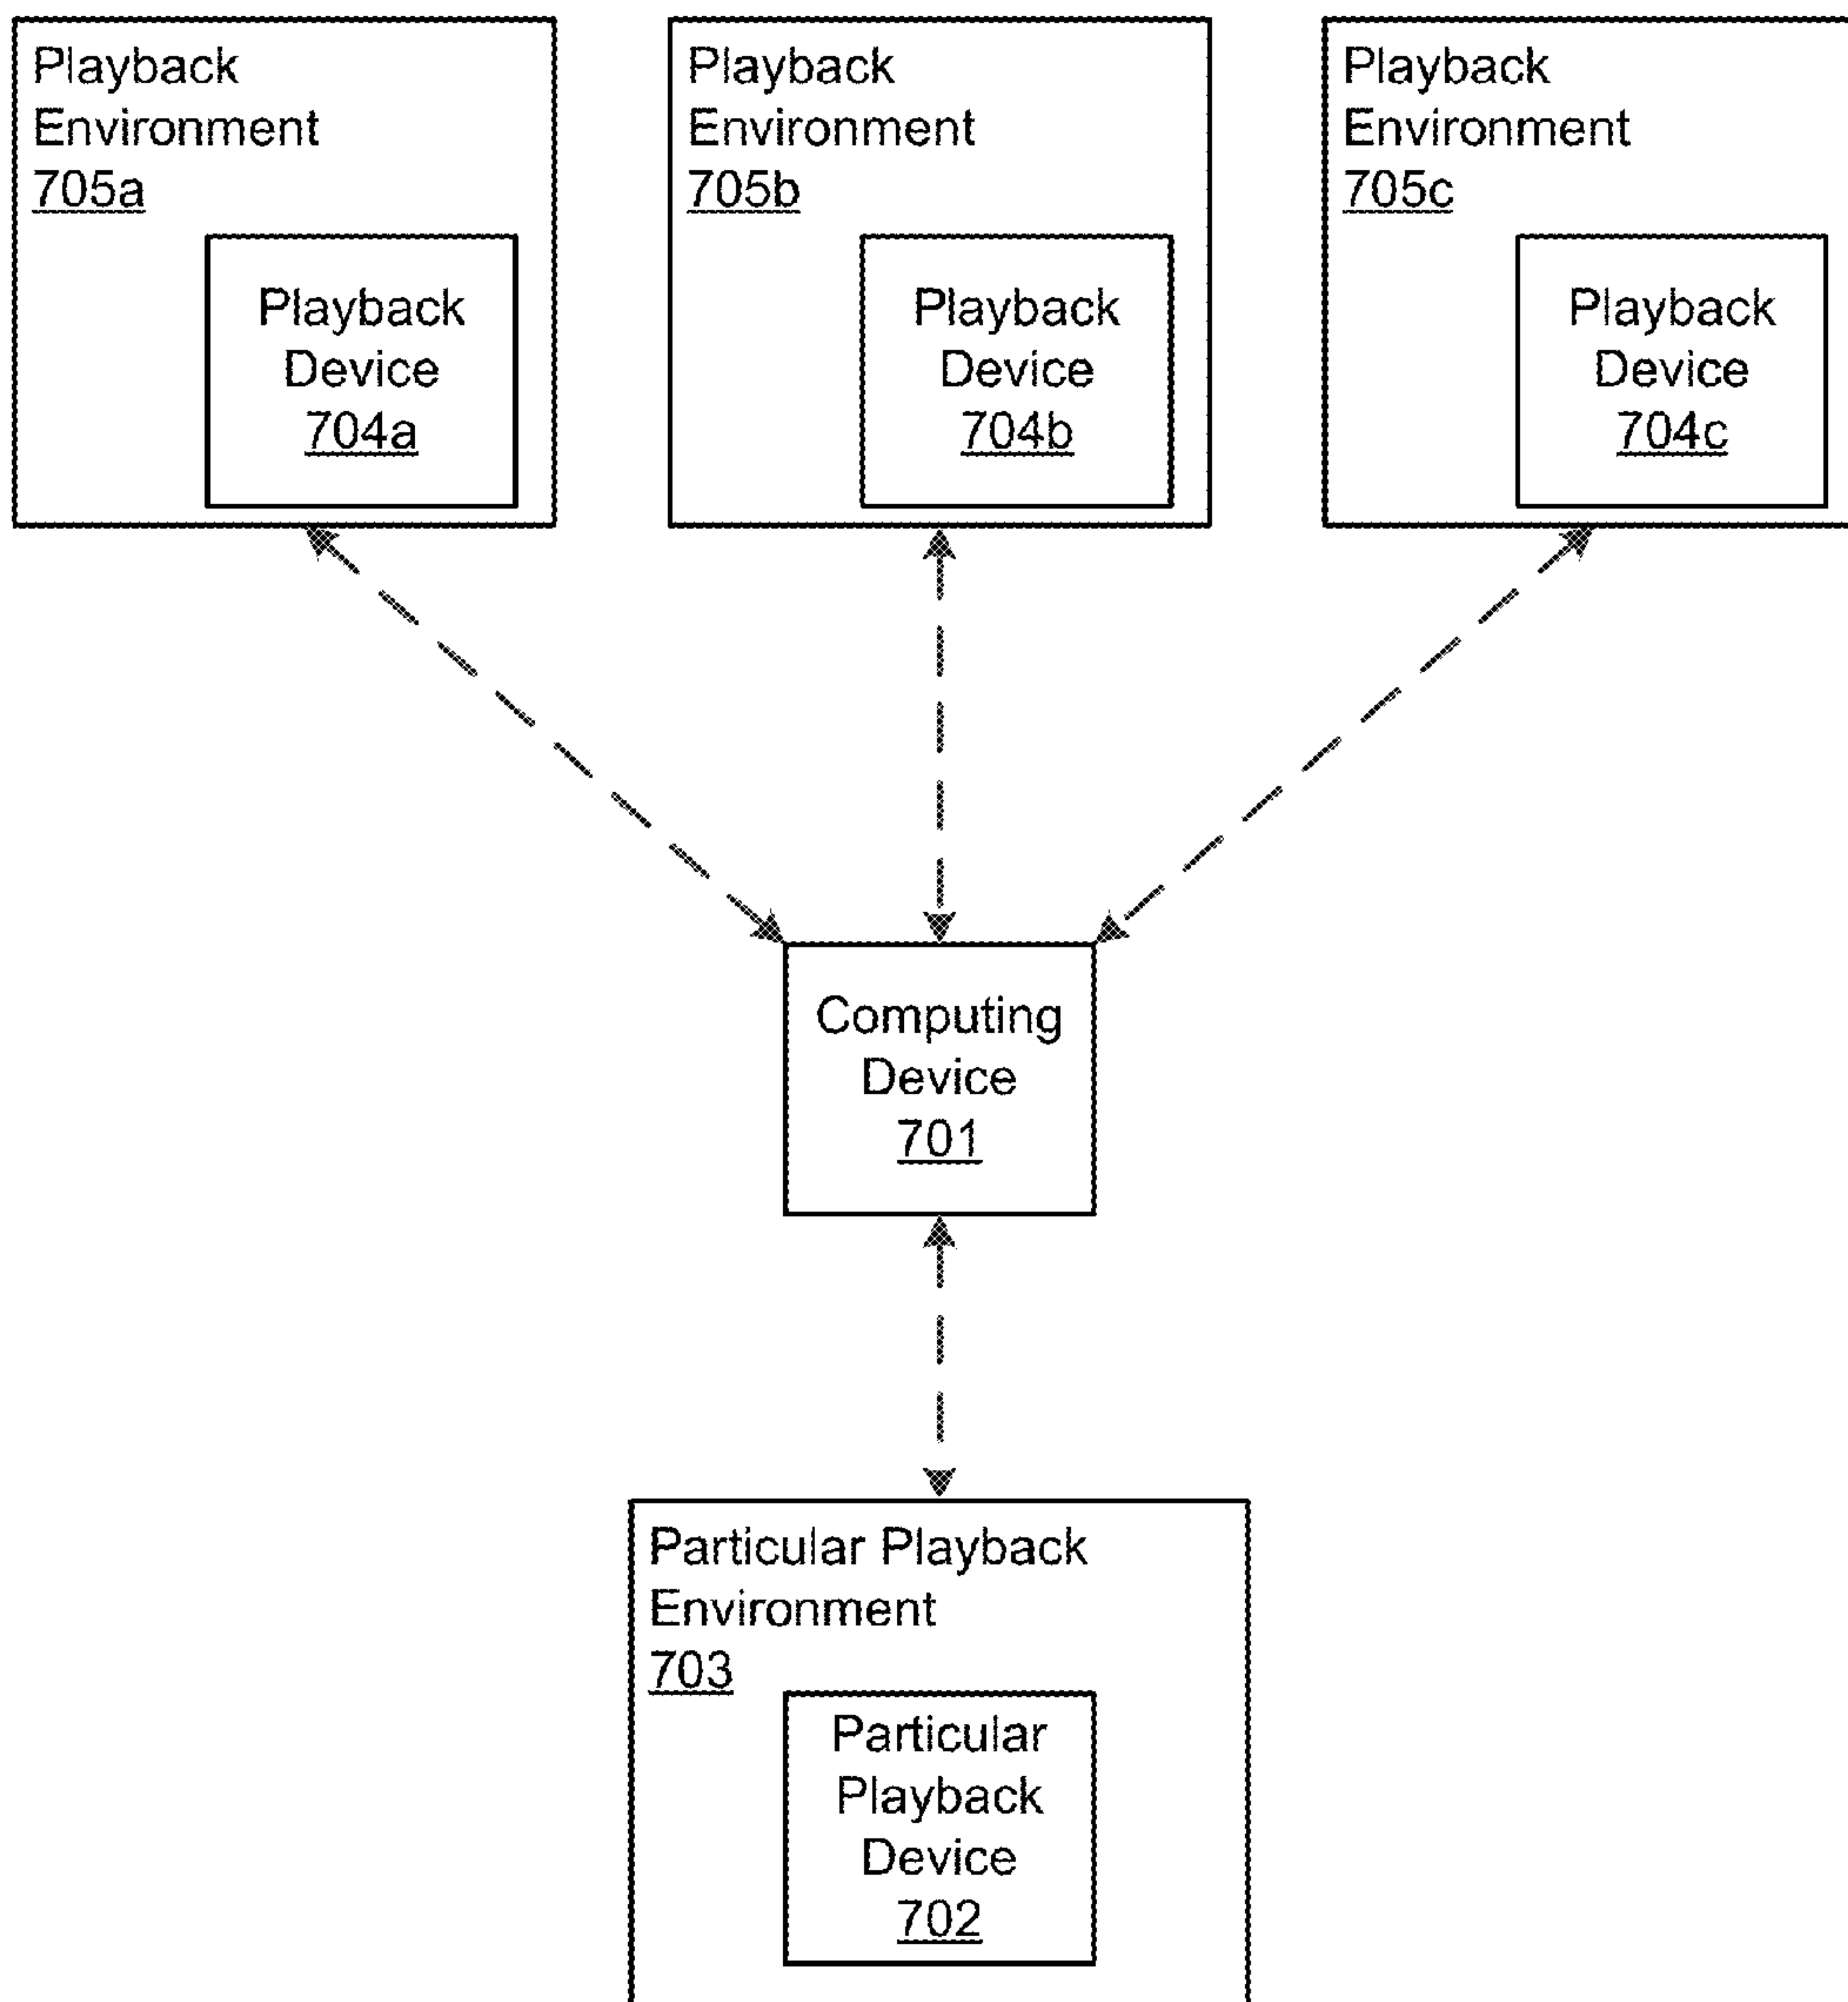 Playback
Environment
705a
Playback
Device
704a
Playback
Environment
705b
Playback
Device
704b
Playback
Environment
705c
Playback
Device
704c
Computing
Device
701
Particular Playback
Environment
703
Particular
Playback
Device
702